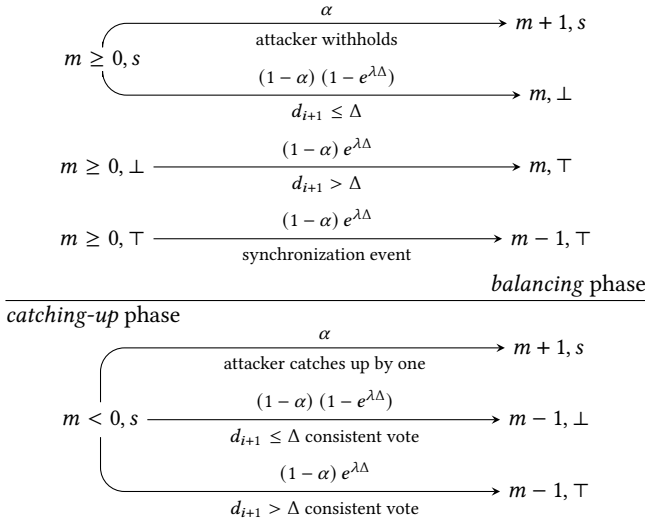 α
m ≥ 0, s
m + 1, s
attacker withholds
(1 − α) (1 − e^{λΔ})
m, ⊥
d_{i+1} ≤ Δ
(1 − α) e^{λΔ}
m ≥ 0, ⊥
m, ⊤
d_{i+1} > Δ
(1 − α) e^{λΔ}
m ≥ 0, ⊤
m − 1, ⊤
synchronization event
balancing phase
catching-up phase
α
m + 1, s
attacker catches up by one
(1 − α) (1 − e^{λΔ})
m < 0, s
m − 1, ⊥
d_{i+1} ≤ Δ consistent vote
(1 − α) e^{λΔ}
m − 1, ⊤
d_{i+1} > Δ consistent vote